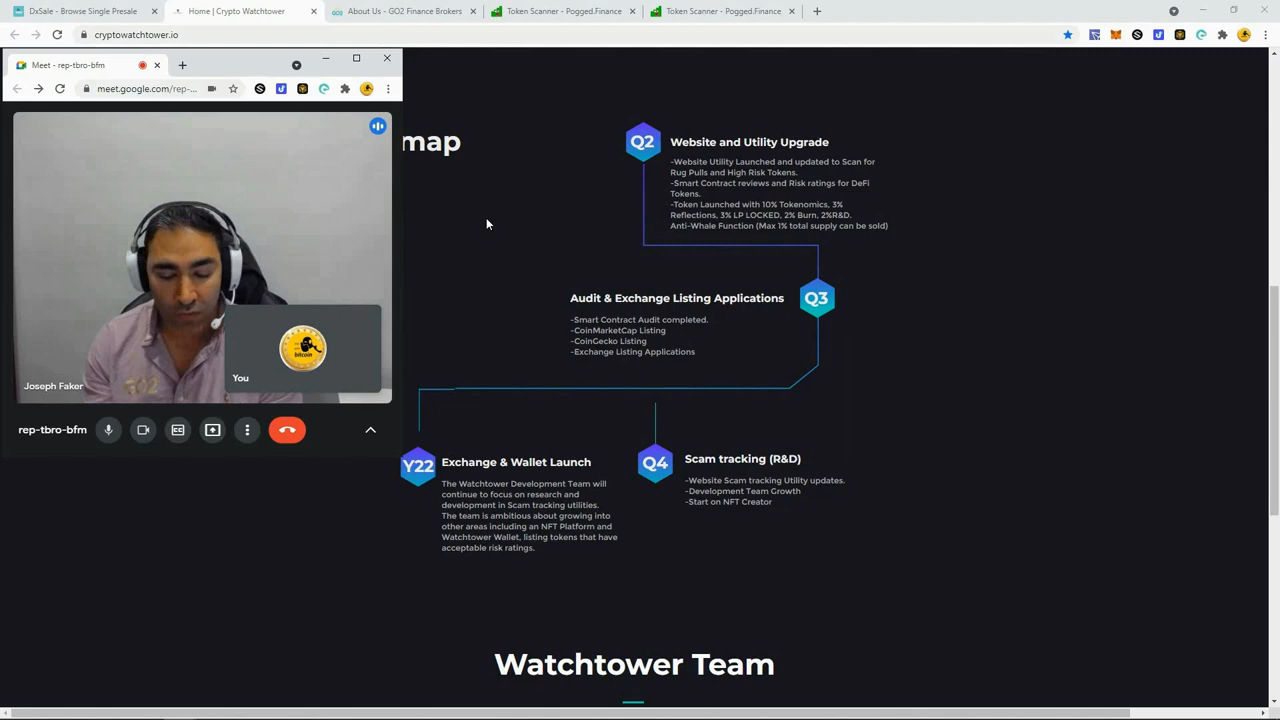 DxSale - Browse Single Presale
Home | Crypto Watchtower
About Us - GO2 Finance Brokers
Token Scanner - Pogged.Finance
Token Scanner - Pogged.Finance
cryptowatchtower.io
Meet - rep-tbro-bfm
meet.google.com/rep-...
bitcoin
You
Joseph Faker
GO2
rep-tbro-bfm
map
Q2
Website and Utility Upgrade
-Website Utility Launched and updated to Scan for
Rug Pulls and High Risk Tokens.
-Smart Contract reviews and Risk ratings for DeFi
Tokens.
-Token Launched with 10% Tokenomics, 3%
Reflections, 3% LP LOCKED, 2% Burn, 2%R&D.
Anti-Whale Function (Max 1% total supply can be sold)
Audit & Exchange Listing Applications
Q3
-Smart Contract Audit completed.
-CoinMarketCap Listing
-CoinGecko Listing
-Exchange Listing Applications
Y22
Exchange & Wallet Launch
The Watchtower Development Team will
continue to focus on research and
development in Scam tracking utilities.
The team is ambitious about growing into
other areas including an NFT Platform and
Watchtower Wallet, listing tokens that have
acceptable risk ratings.
Q4
Scam tracking (R&D)
-Website Scam tracking Utility updates.
-Development Team Growth
-Start on NFT Creator
Watchtower Team